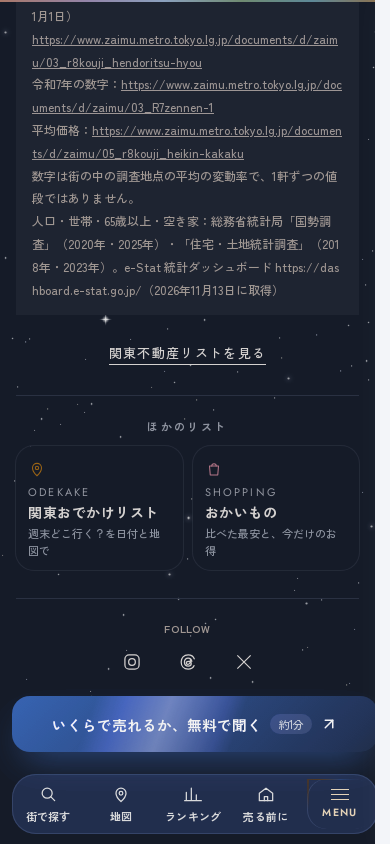 1月1日）
https://www.zaimu.metro.tokyo.lg.jp/documents/d/zaim
u/03_r8kouji_hendoritsu-hyou
令和7年の数字：https://www.zaimu.metro.tokyo.lg.jp/doc
uments/d/zaimu/03_R7zennen-1
平均価格：https://www.zaimu.metro.tokyo.lg.jp/documen
ts/d/zaimu/05_r8kouji_heikin-kakaku
数字は街の中の調査地点の平均の変動率で、1軒ずつの値
段ではありません。
人口・世帯・65歳以上・空き家：総務省統計局「国勢調
査」（2020年・2025年）・「住宅・土地統計調査」（201
8年・2023年）。e-Stat 統計ダッシュボード https://das
hboard.e-stat.go.jp/（2026年11月13日に取得）
関東不動産リストを見る
ほかのリスト
ODEKAKE
関東おでかけリスト
週末どこ行く？を日付と地
図で
SHOPPING
おかいもの
比べた最安と、今だけのお
得
FOLLOW
いくらで売れるか、無料で聞く 約1分
街で探す
地図
ランキング
売る前に
MENU